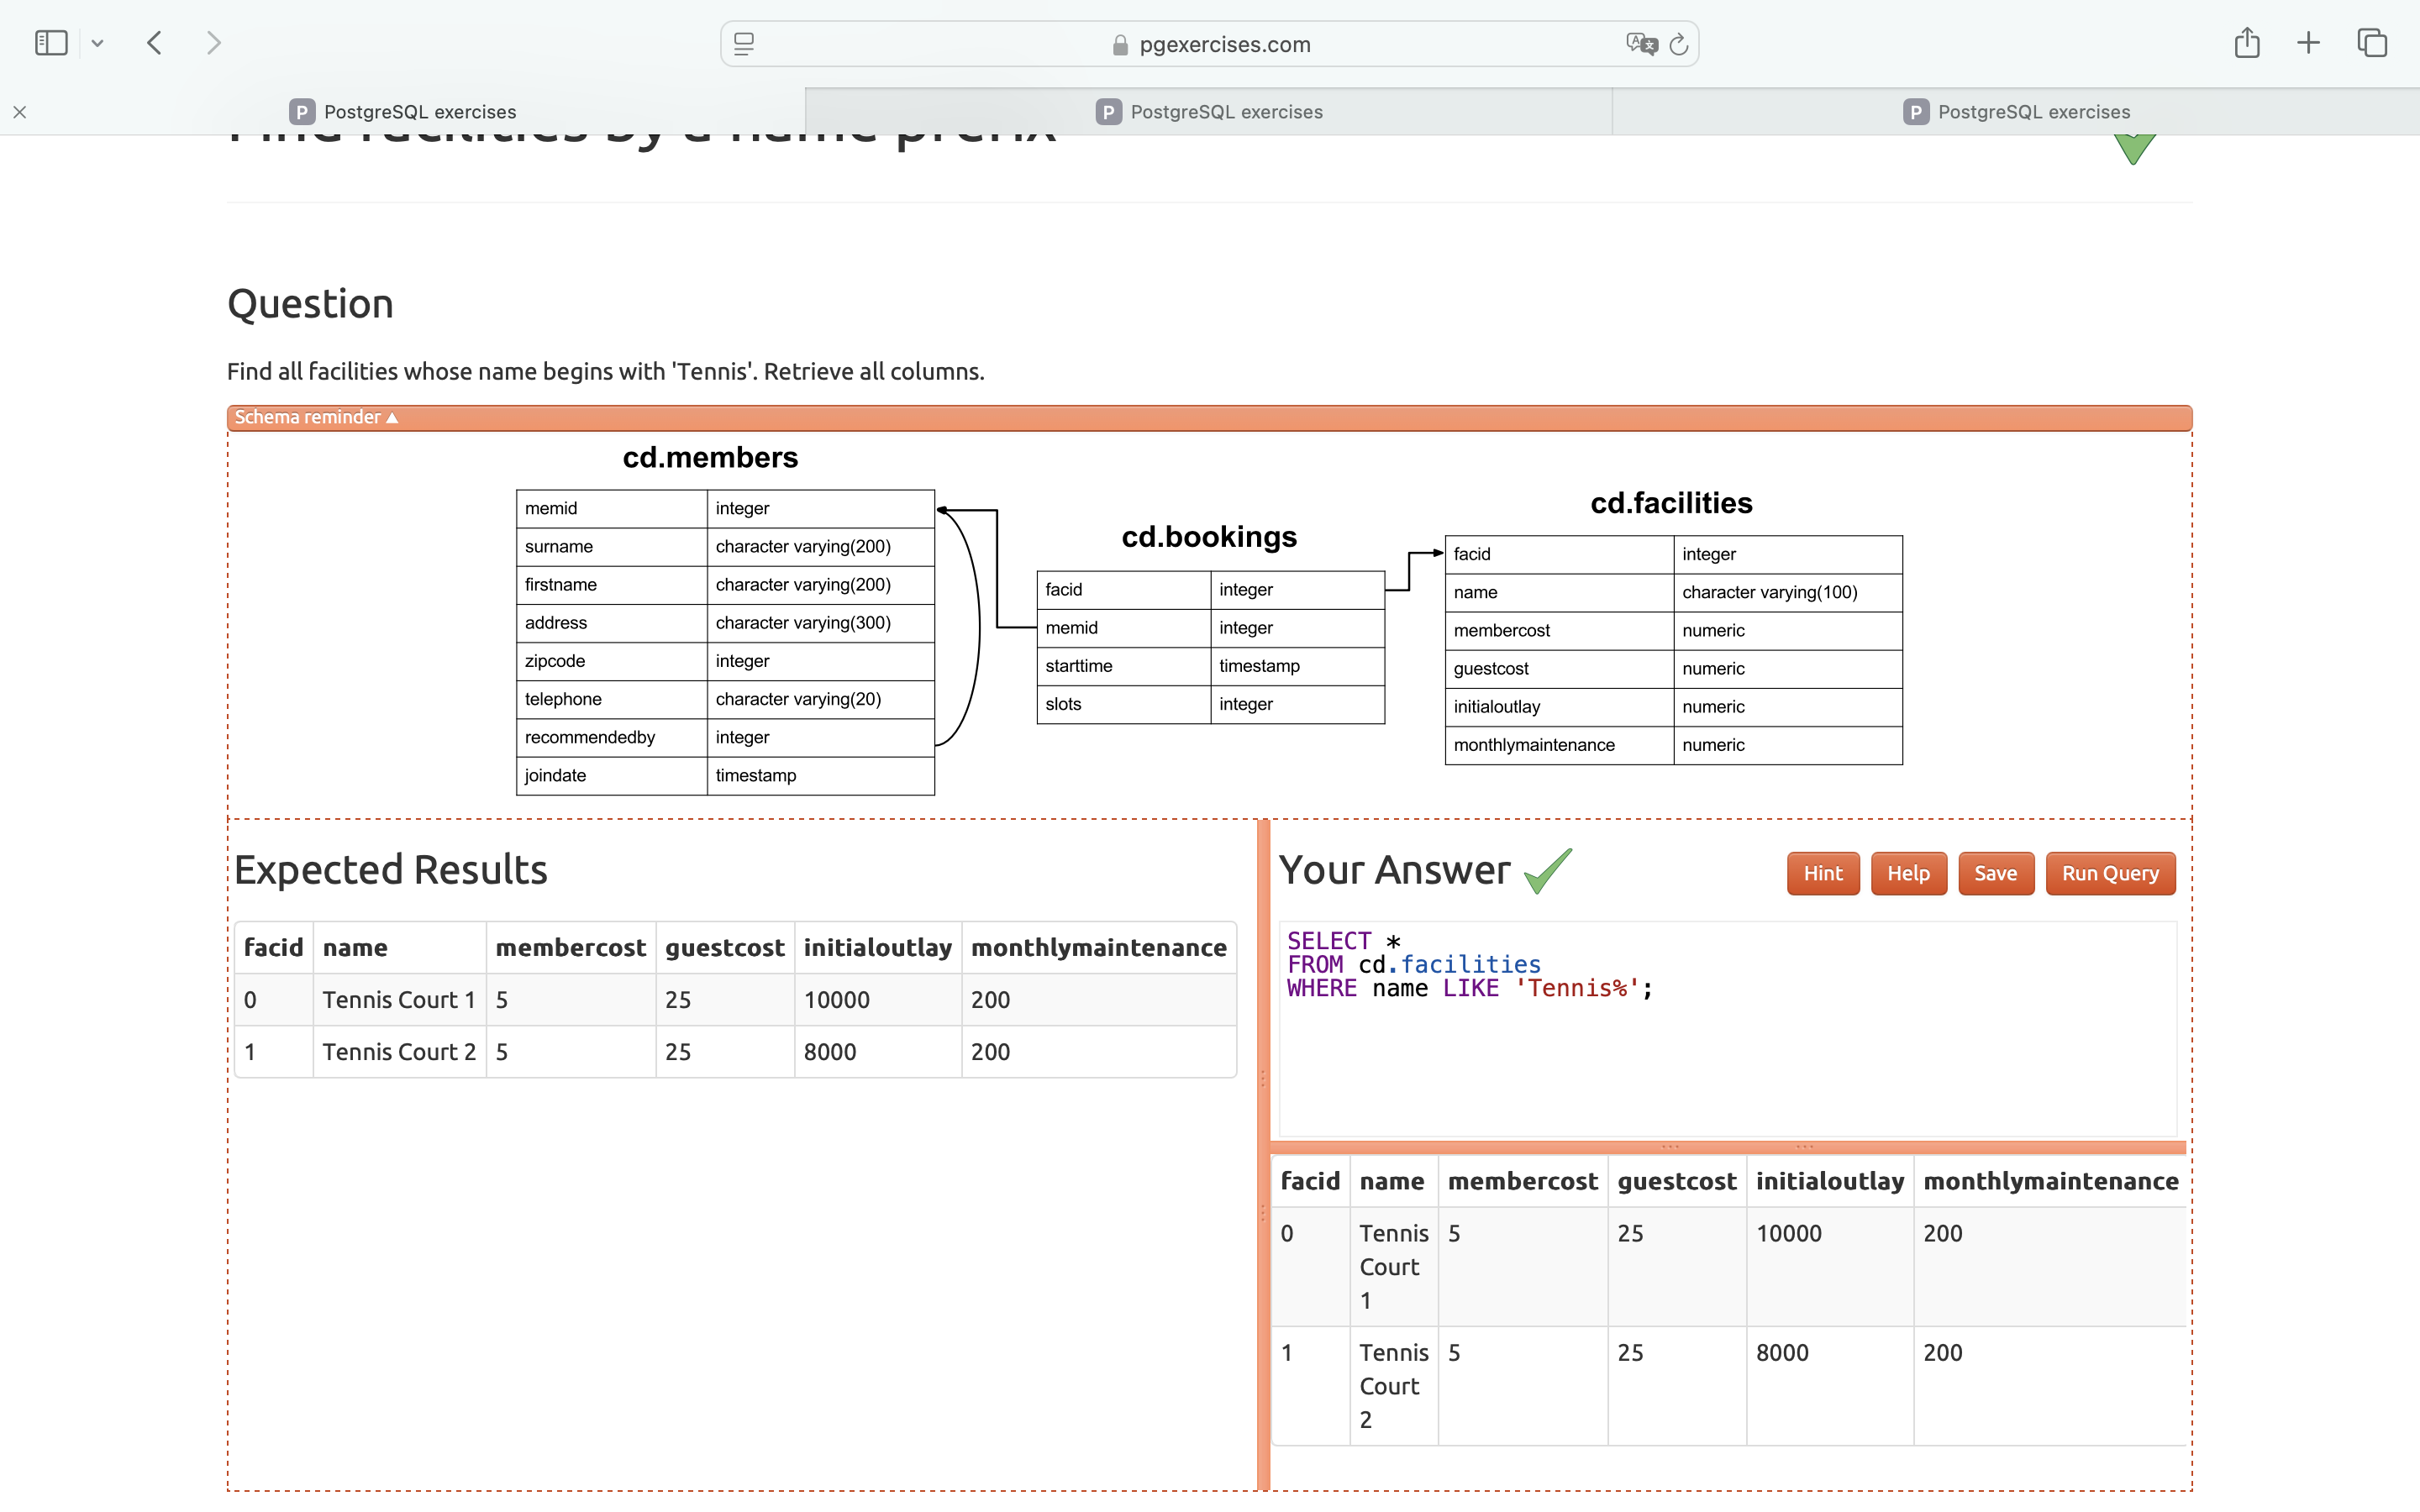 pgexercises.com
P PostgreSQL exercises
P PostgreSQL exercises
P PostgreSQL exercises
Find facilities by a name prefix
Question
Find all facilities whose name begins with 'Tennis'. Retrieve all columns.
Schema reminder ▲
cd.members
memid integer
surname character varying(200)
firstname character varying(200)
address character varying(300)
zipcode integer
telephone character varying(20)
recommendedby integer
joindate timestamp
cd.bookings
facid integer
memid integer
starttime timestamp
slots integer
cd.facilities
facid integer
name character varying(100)
membercost numeric
guestcost numeric
initialoutlay numeric
monthlymaintenance numeric
Expected Results
facid name membercost guestcost initialoutlay monthlymaintenance
0 Tennis Court 1 5 25 10000 200
1 Tennis Court 2 5 25 8000 200
Your Answer
Hint Help Save Run Query
SELECT *
FROM cd.facilities
WHERE name LIKE 'Tennis%';
facid name membercost guestcost initialoutlay monthlymaintenance
0 Tennis 5 25 10000 200
Court
1
1 Tennis 5 25 8000 200
Court
2